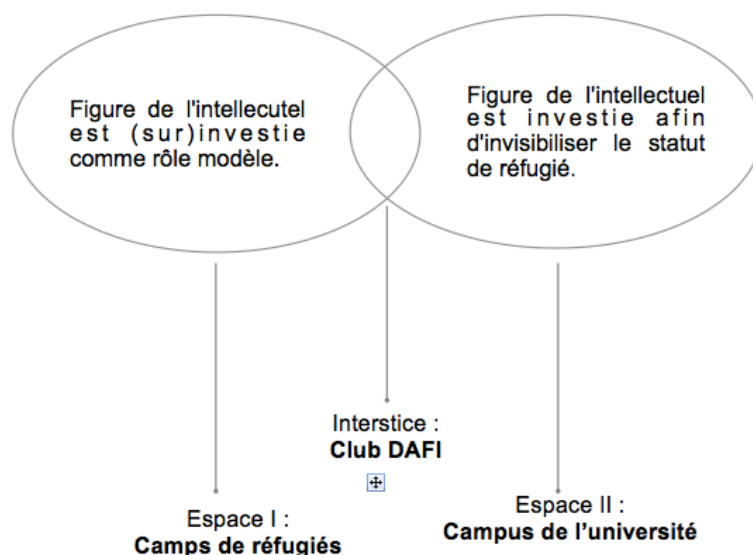 Figure de l'intellecutel
est (sur)investie
comme rôle modèle.
Figure de l'intellectuel
est investie afin
d'invisibiliser le statut
de réfugié.
Interstice :
Club DAFI
Espace I :
Camps de réfugiés
Espace II :
Campus de l'université